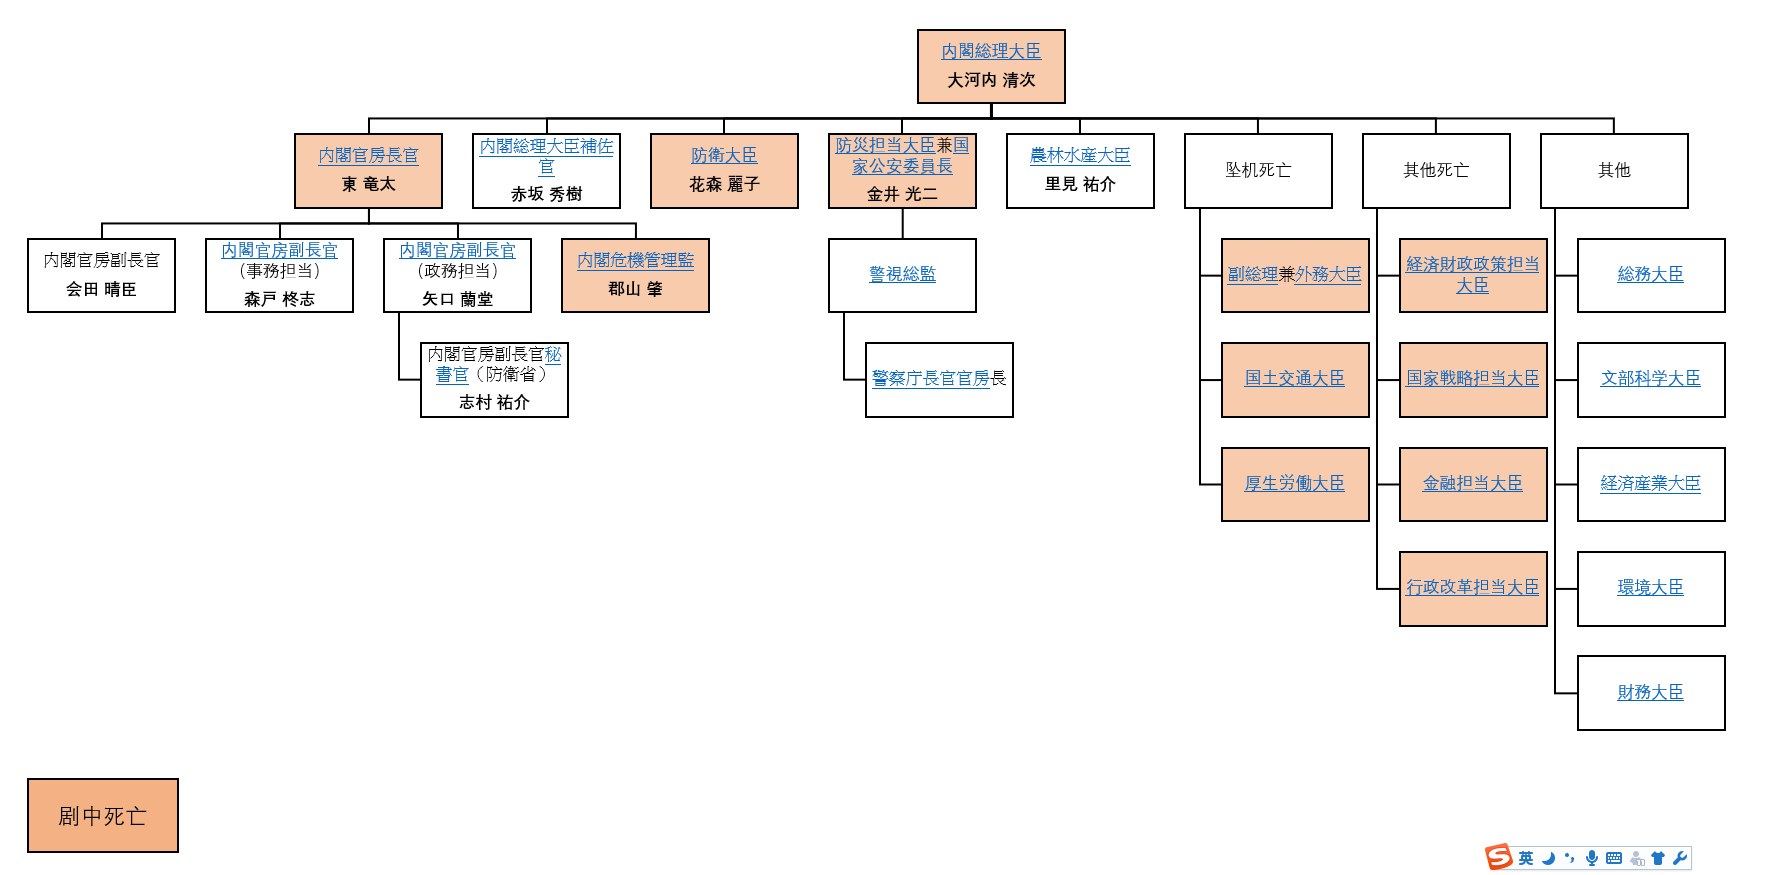 内閣総理大臣
大河内 清次
内閣官房長官
東 竜太
内閣総理大臣補佐
官
赤坂 秀樹
防衛大臣
花森 麗子
防災担当大臣兼国
家公安委員長
金井 光二
農林水産大臣
里見 祐介
坠机死亡
其他死亡
其他
内閣官房副長官
会田 晴臣
内閣官房副長官
（事務担当）
森戸 柊志
内閣官房副長官
（政務担当）
矢口 蘭堂
内閣危機管理監
郡山 肇
警視総監
副総理兼外務大臣
経済財政政策担当
大臣
総務大臣
内閣官房副長官秘
書官（防衛省）
志村 祐介
警察庁長官官房長
国土交通大臣
国家戦略担当大臣
文部科学大臣
厚生労働大臣
金融担当大臣
経済産業大臣
行政改革担当大臣
環境大臣
財務大臣
剧中死亡
英